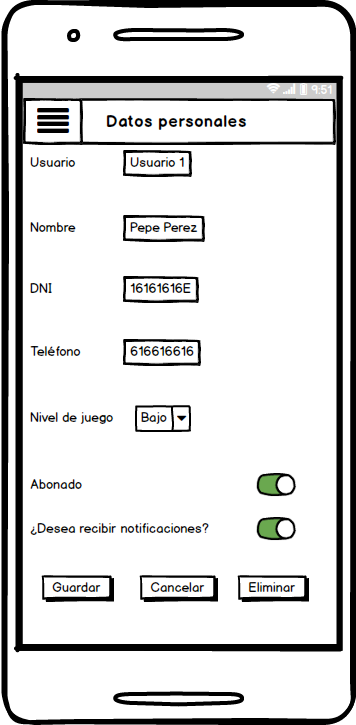 9:51
Datos personales
Usuario Usuario 1
Nombre Pepe Perez
DNI 16161616E
Teléfono 616616616
Nivel de juego Bajo
Abonado
¿Desea recibir notificaciones?
Guardar Cancelar Eliminar